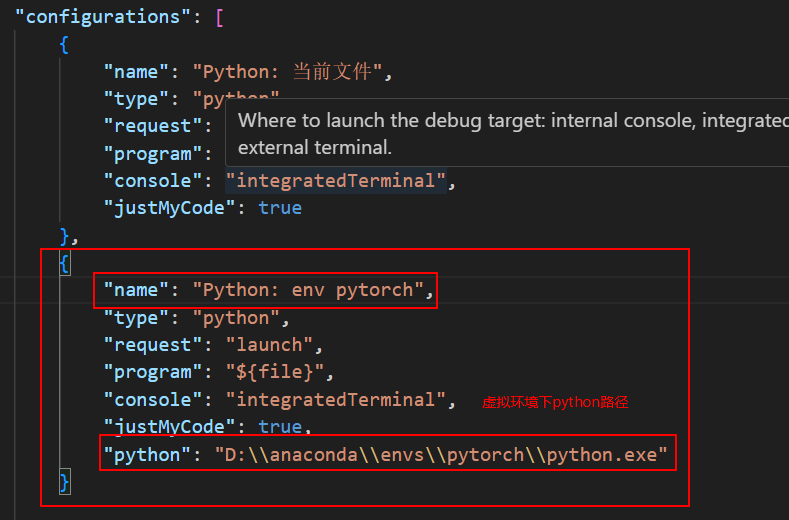 "configurations": [
{
"name": "Python: 当前文件",
"type": "python"
"request":
Where to launch the debug target: internal console, integrated
"program":
external terminal.
"console": "integratedTerminal",
"justMyCode": true
},
{
"name": "Python: env pytorch",
"type": "python",
"request": "launch",
"program": "${file}",
"console": "integratedTerminal", 虚拟环境下python路径
"justMyCode": true,
"python": "D:\\anaconda\\envs\\pytorch\\python.exe"
}